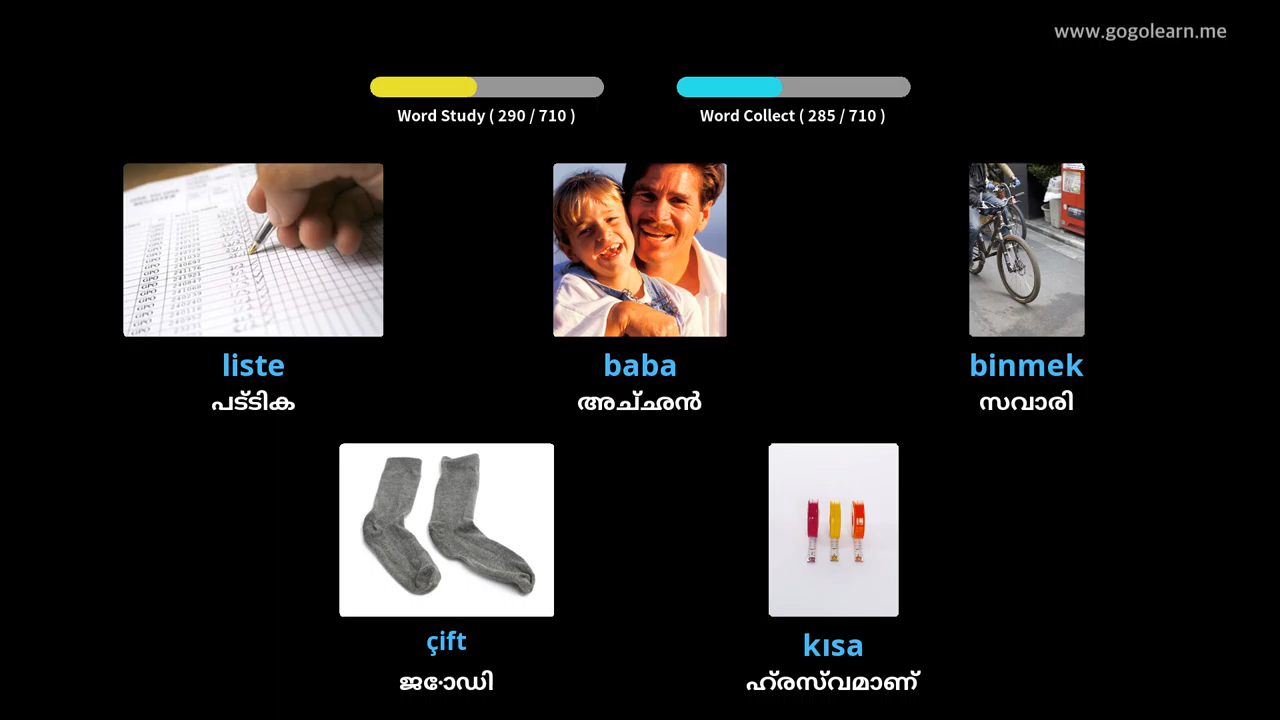 www.gogolearn.me
Word Study ( 290 / 710 )
Word Collect ( 285 / 710 )
liste
baba
binmek
പട്ടിക
അച്ഛൻ
സവാരി
çift
kısa
ജോഡി
ഹ്രസ്വമാണ്